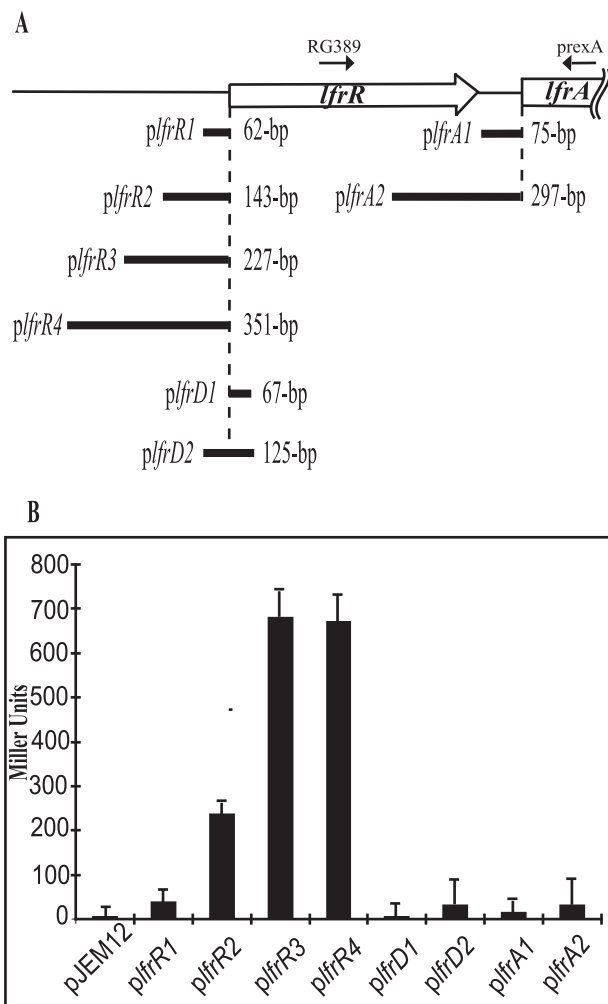 A
RG389
prexA
lfrR
lfrA
plfrR1
62-bp
plfrA1
75-bp
plfrR2
143-bp
plfrA2
297-bp
plfrR3
227-bp
plfrR4
351-bp
plfrD1
67-bp
plfrD2
125-bp
B
Miller Units
800
700
600
500
400
300
200
100
0
pJEM12
plfrR1
plfrR2
plfrR3
plfrR4
plfrD1
plfrD2
plfrA1
plfrA2